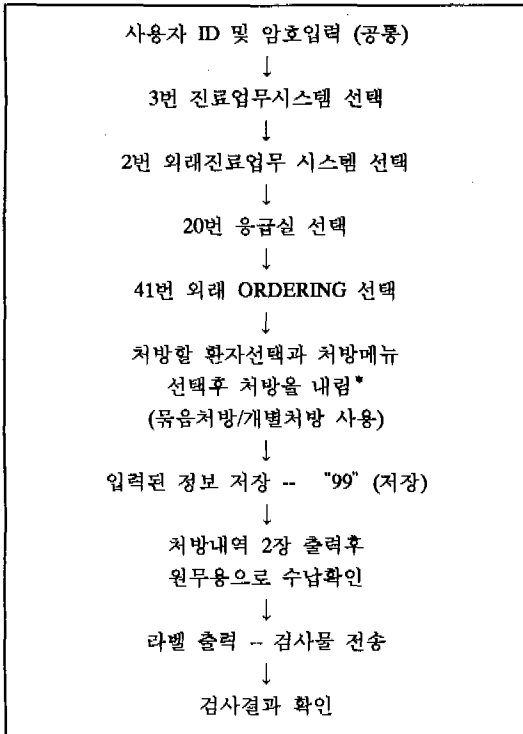 사용자 ID 및 암호입력 (공통)
↓
3번 진료업무시스템 선택
↓
2번 외래진료업무 시스템 선택
↓
20번 응급실 선택
↓
41번 외래 ORDERING 선택
↓
처방할 환자선택과 처방메뉴
선택후 처방을 내림*
(묶음처방/개별처방 사용)
↓
입력된 정보 저장 -- "99" (저장)
↓
처방내역 2장 출력후
원무용으로 수납확인
↓
라벨 출력 -- 검사물 전송
↓
검사결과 확인